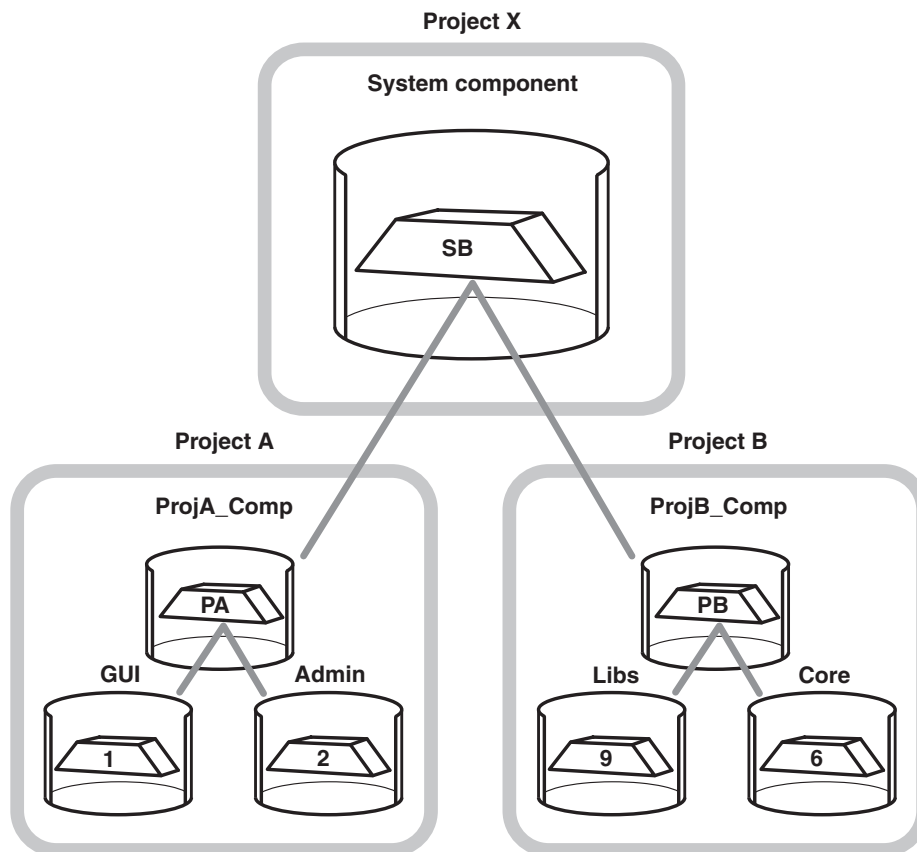 Project X
System component
SB
Project A
Project B
ProjA_Comp
ProjB_Comp
PA
PB
GUI
Admin
Libs
Core
1
2
9
6